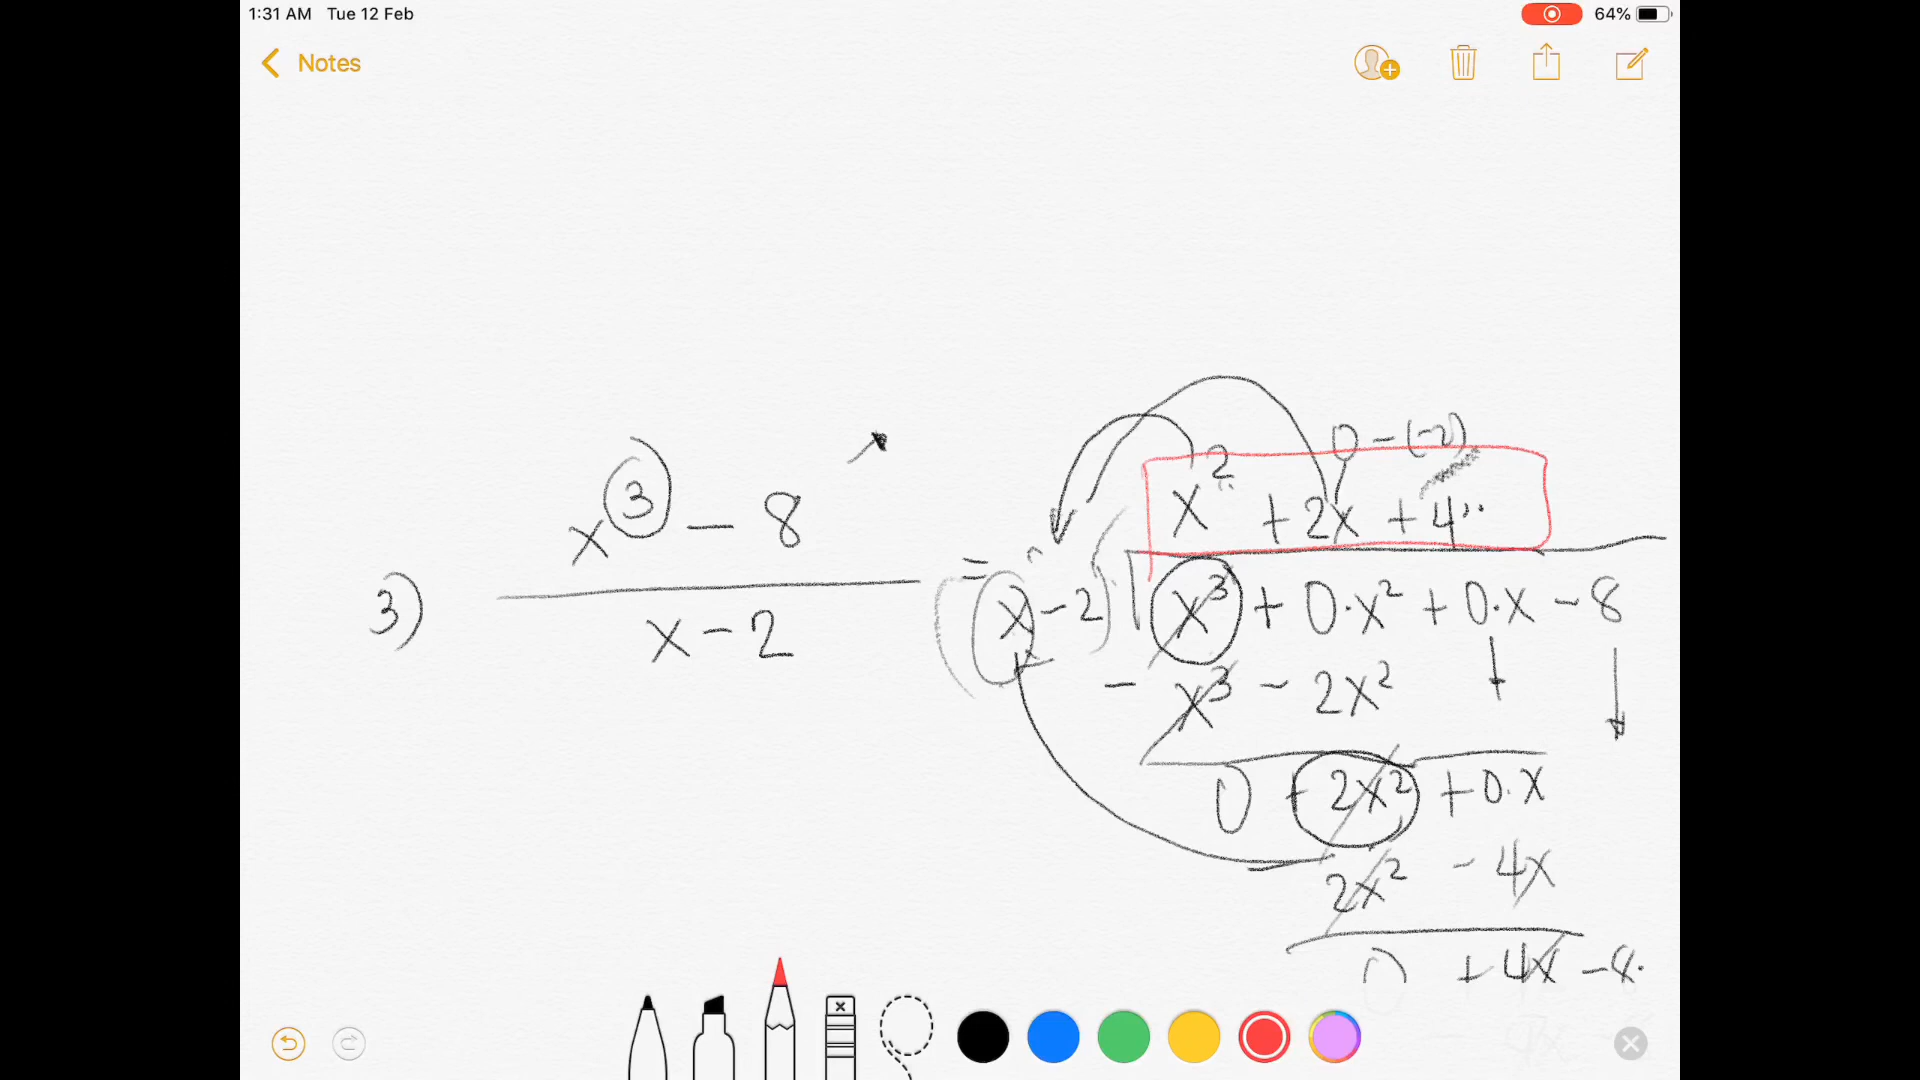 1:31 AM Tue 12 Feb
64%
Notes
0 - (-2)
x² + 2x + 4
3) x³ - 8
x - 2
= x - 2 x³ + 0·x² + 0·x - 8
- x³ - 2x²
0 + 2x² + 0·x
2x² - 4x
0 + 4x - 8